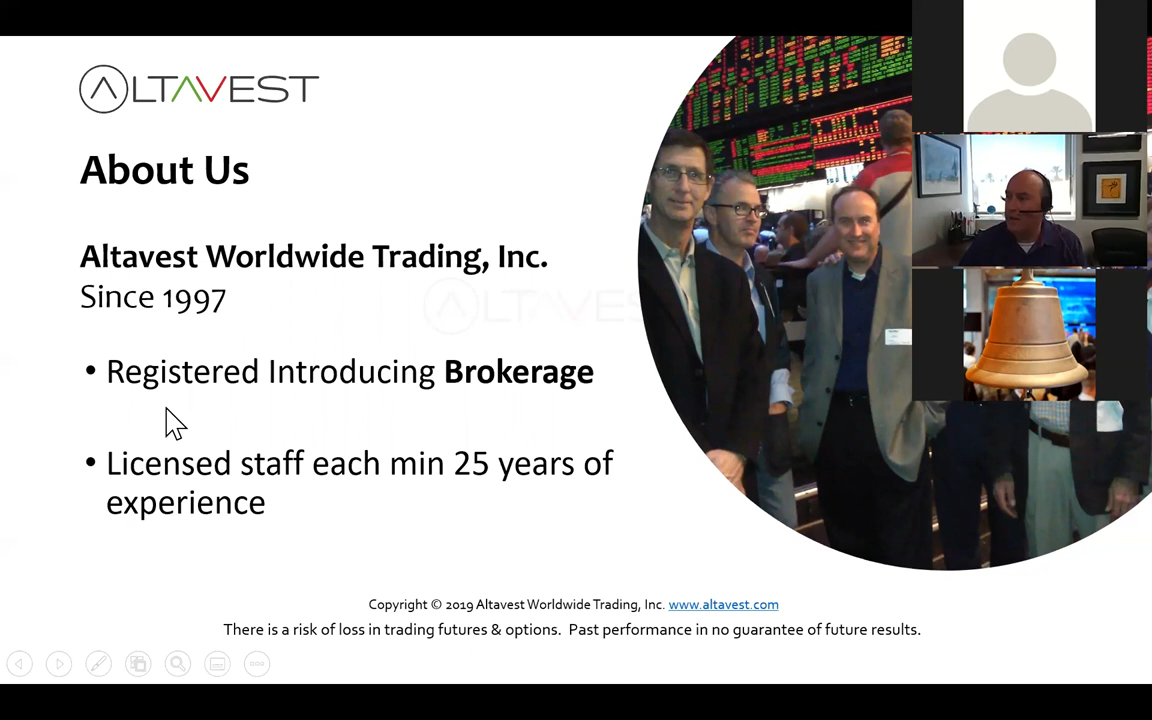 ALTAVEST
About Us
Altavest Worldwide Trading, Inc.
Since 1997
ALTAVEST
• Registered Introducing Brokerage
• Licensed staff each min 25 years of
experience
Copyright © 2019 Altavest Worldwide Trading, Inc. www.altavest.com
There is a risk of loss in trading futures & options. Past performance in no guarantee of future results.